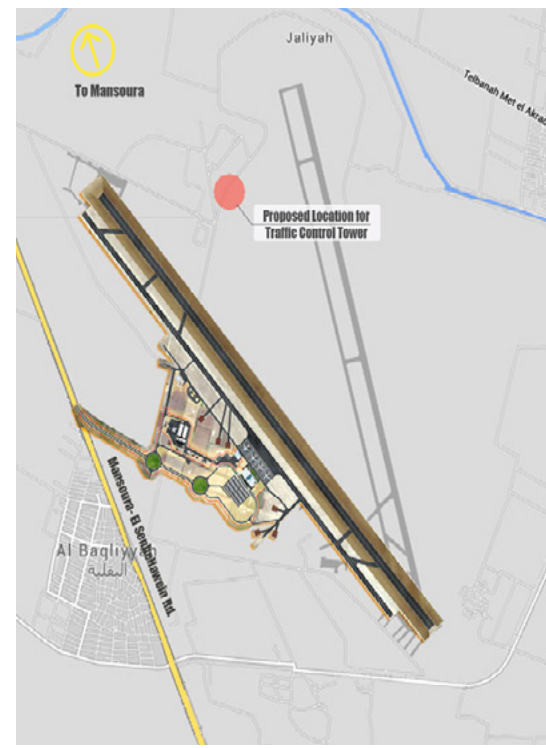 Jaliyah
To Mansoura
Telbanah Met el Akrad
Proposed Location for
Traffic Control Tower
Mansoura- El Senbellawein Rd.
Al Baqliyyah
البقلية